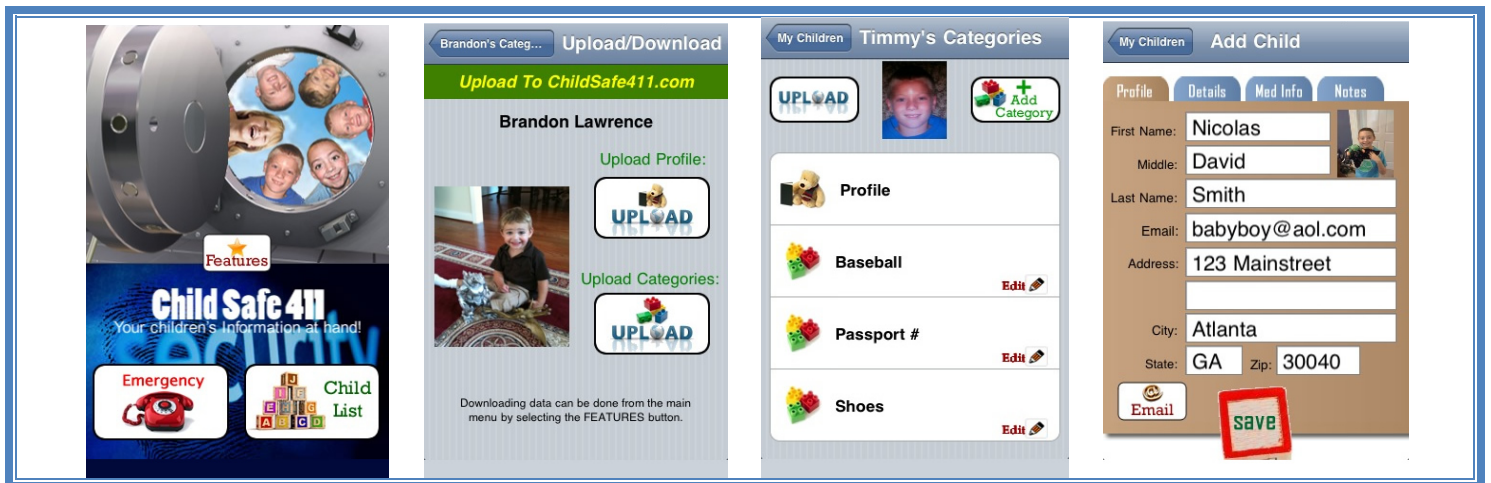 Features
Child Safe 411
Your children's Information at hand!
security
Emergency
Child
List
J
I F
E H G
A B C D
Brandon's Categ...
Upload/Download
Upload To ChildSafe411.com
Brandon Lawrence
Upload Profile:
UPLOAD
Upload Categories:
UPLOAD
Downloading data can be done from the main
menu by selecting the FEATURES button.
My Children
Timmy's Categories
UPLOAD
+
Add
Category
Profile
Baseball
Edit
Passport #
Edit
Shoes
Edit
My Children
Add Child
Profile Details Med Info Notes
First Name: Nicolas
Middle: David
Last Name: Smith
Email: babyboy@aol.com
Address: 123 Mainstreet
City: Atlanta
State: GA Zip: 30040
@
Email
save